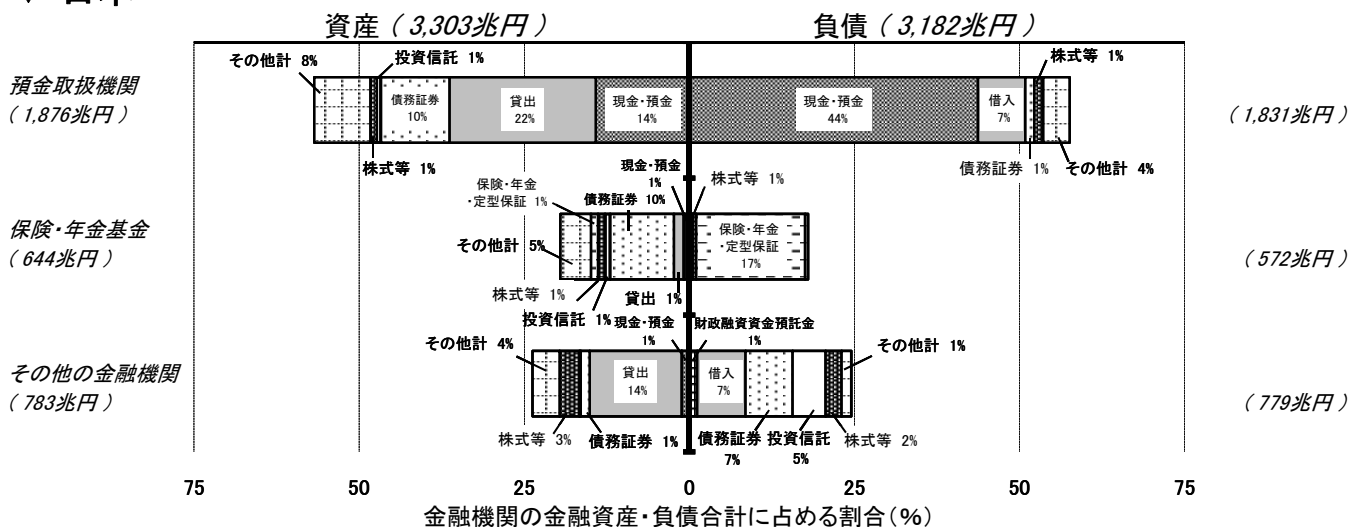 資産 ( 3,303兆円 )
負債 ( 3,182兆円 )
預金取扱機関
( 1,876兆円 )
その他計 8%
投資信託 1%
債務証券
10%
貸出
22%
現金・預金
14%
株式等 1%
現金・預金
44%
借入
7%
株式等 1%
債務証券 1%
その他計 4%
( 1,831兆円 )
保険・年金基金
( 644兆円 )
保険・年金
・定型保証 1%
債務証券 10%
現金・預金
1%
株式等 1%
その他計 5%
株式等 1%
投資信託 1%
貸出 1%
保険・年金
・定型保証
17%
( 572兆円 )
その他の金融機関
( 783兆円 )
その他計 4%
現金・預金
1%
財政融資資金預託金
1%
その他計 1%
貸出
14%
借入
7%
株式等 3%
債務証券 1%
債務証券
7%
投資信託
5%
株式等 2%
( 779兆円 )
75 50 25 0 25 50 75
金融機関の金融資産・負債合計に占める割合(%)